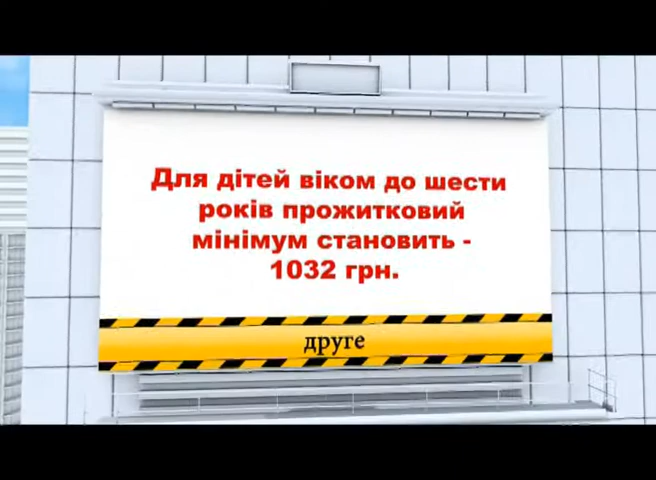 Для дітей віком до шести
років прожитковий
мінімум становить -
1032 грн.
друге